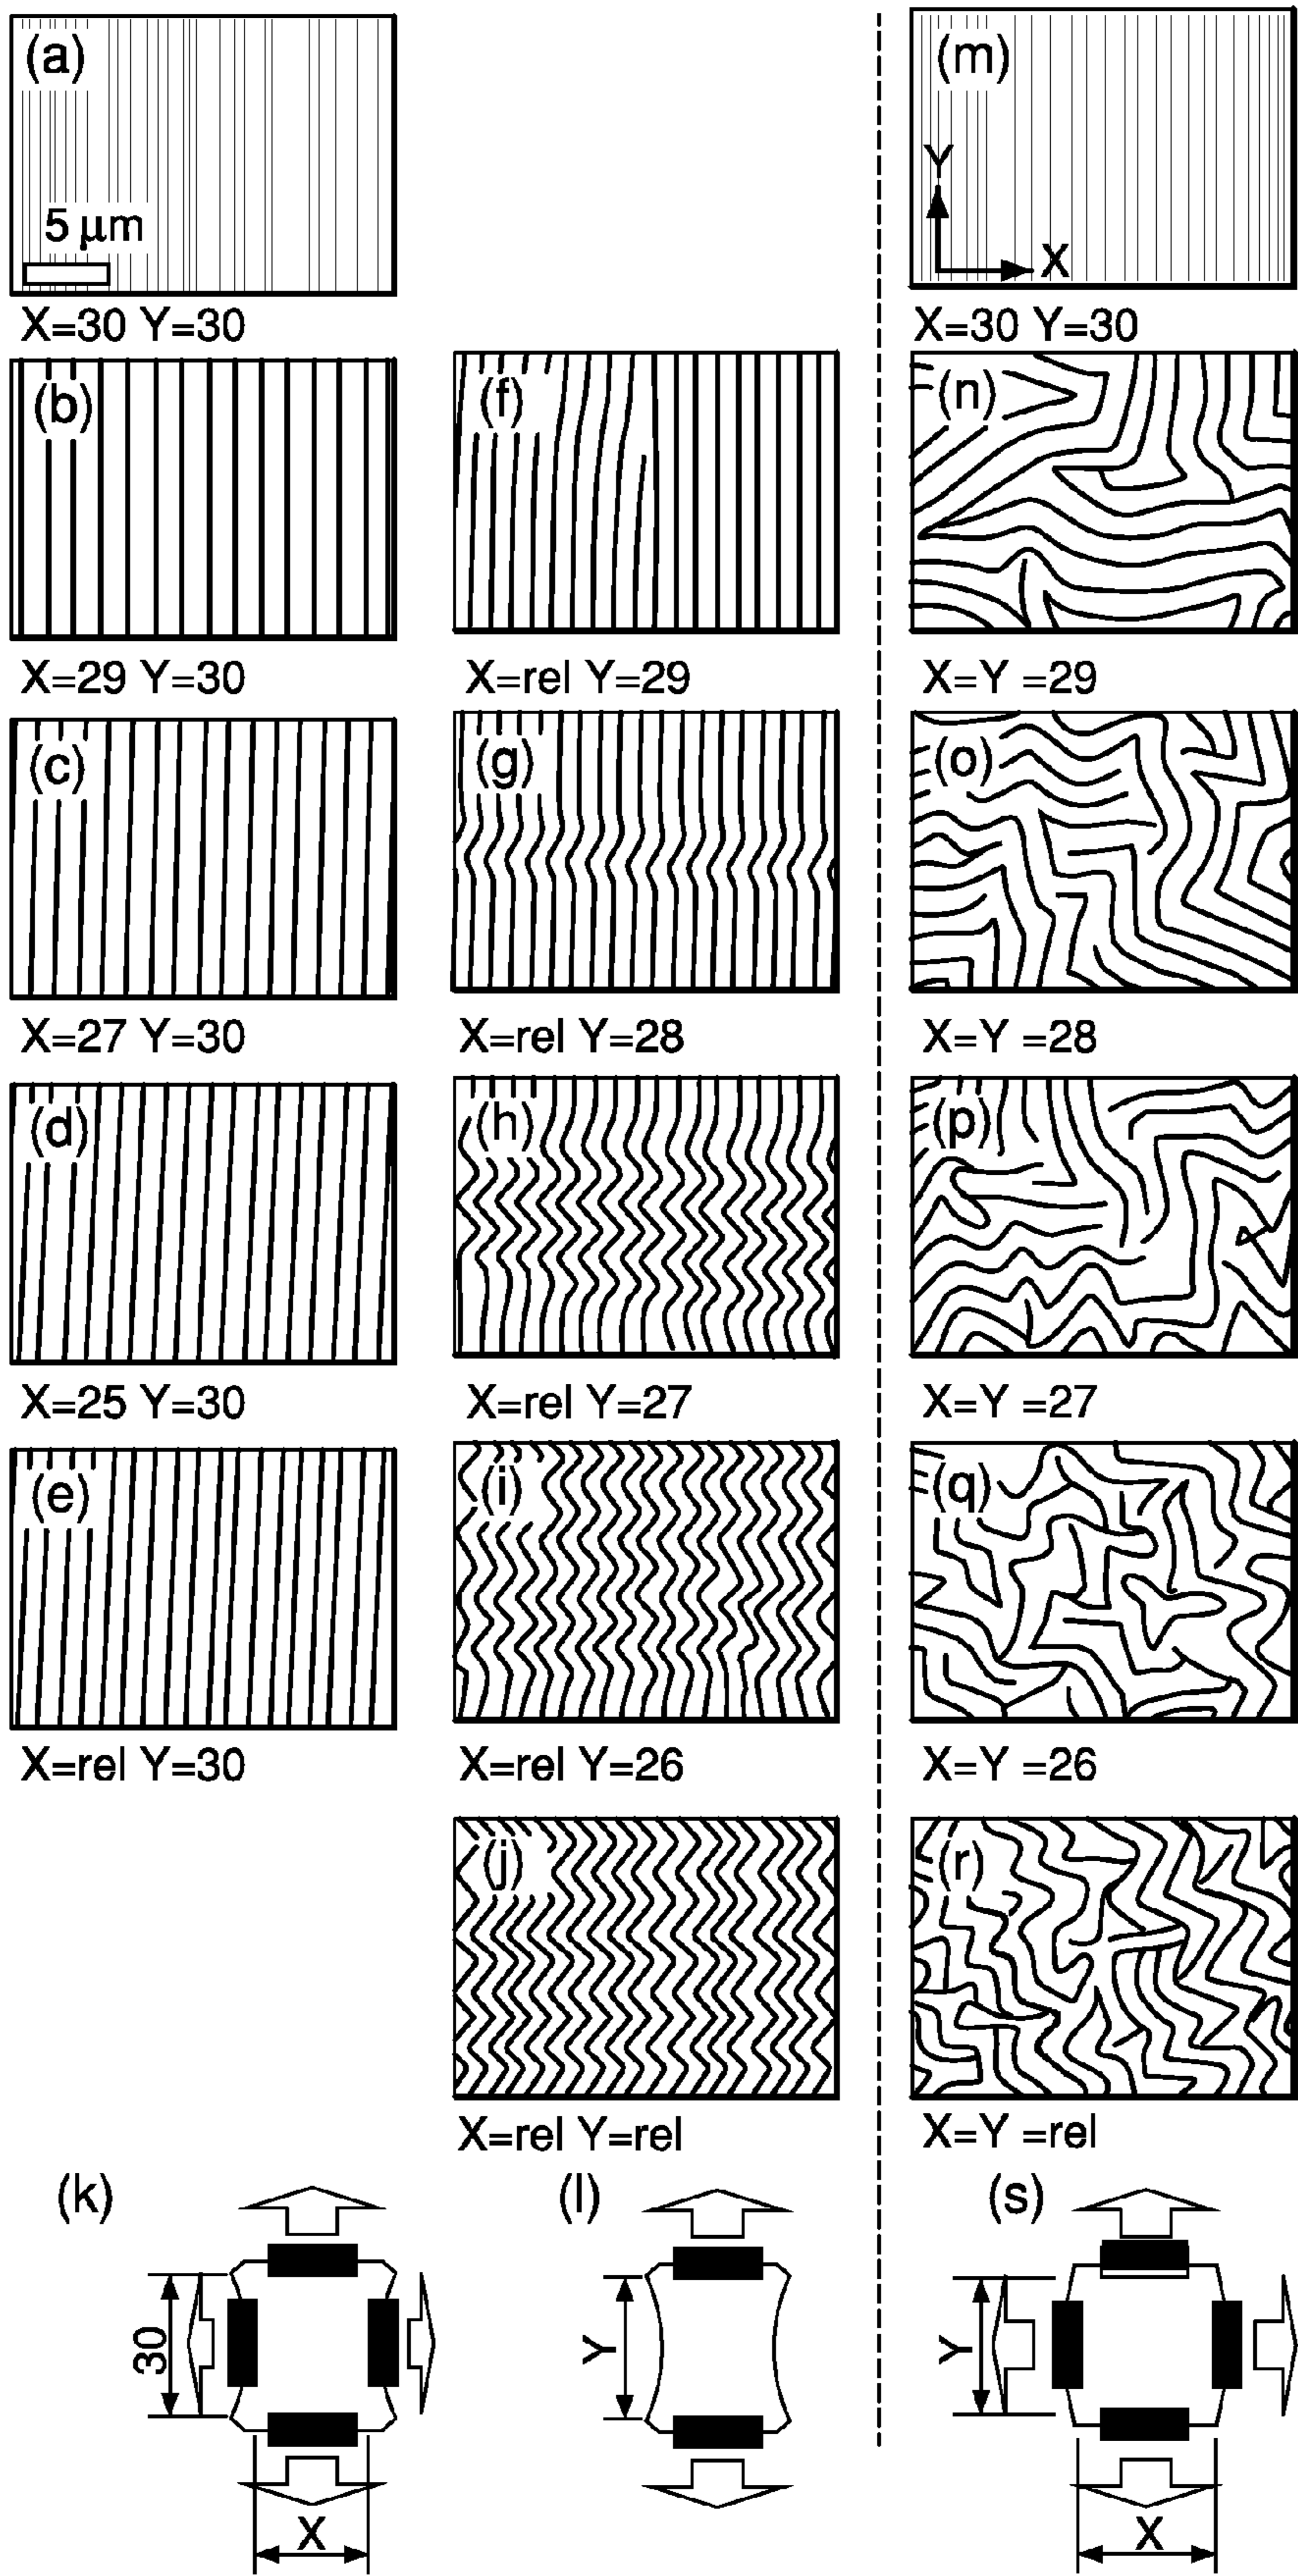 (a)
5 μm
X=30 Y=30
(b)
X=29 Y=30
(c)
X=27 Y=30
(d)
X=25 Y=30
(e)
X=rel Y=30
(f)
X=rel Y=29
(g)
X=rel Y=28
(h)
X=rel Y=27
(i)
X=rel Y=26
(j)
X=rel Y=rel
(m)
Y
X
X=30 Y=30
(n)
X=Y =29
(o)
X=Y =28
(p)
X=Y =27
(q)
X=Y =26
(r)
X=Y =rel
(k)
30
X
(l)
Y
(s)
Y
X